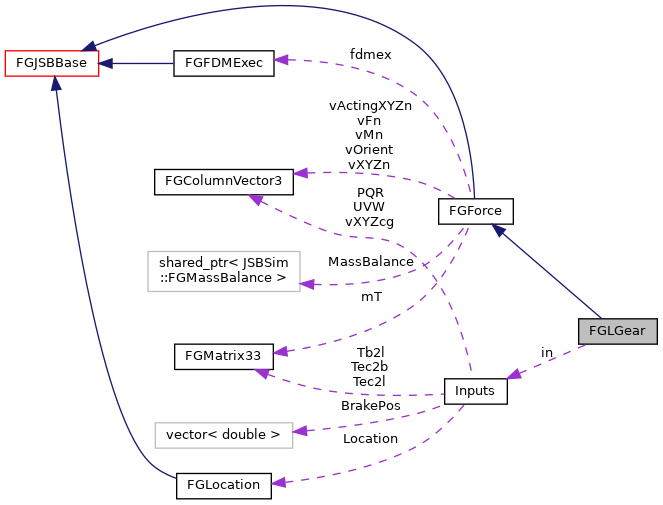 fdmex
FGJSBBase
FGFDMExec
vActingXYZn
vFn
vMn
vOrient
vXYZn
FGColumnVector3
PQR
UVW
vXYZcg
FGForce
shared_ptr< JSBSim
::FGMassBalance >
MassBalance
mT
FGLGear
FGMatrix33
in
Tb2l
Tec2b
Tec2l
Inputs
BrakePos
vector< double >
Location
FGLocation